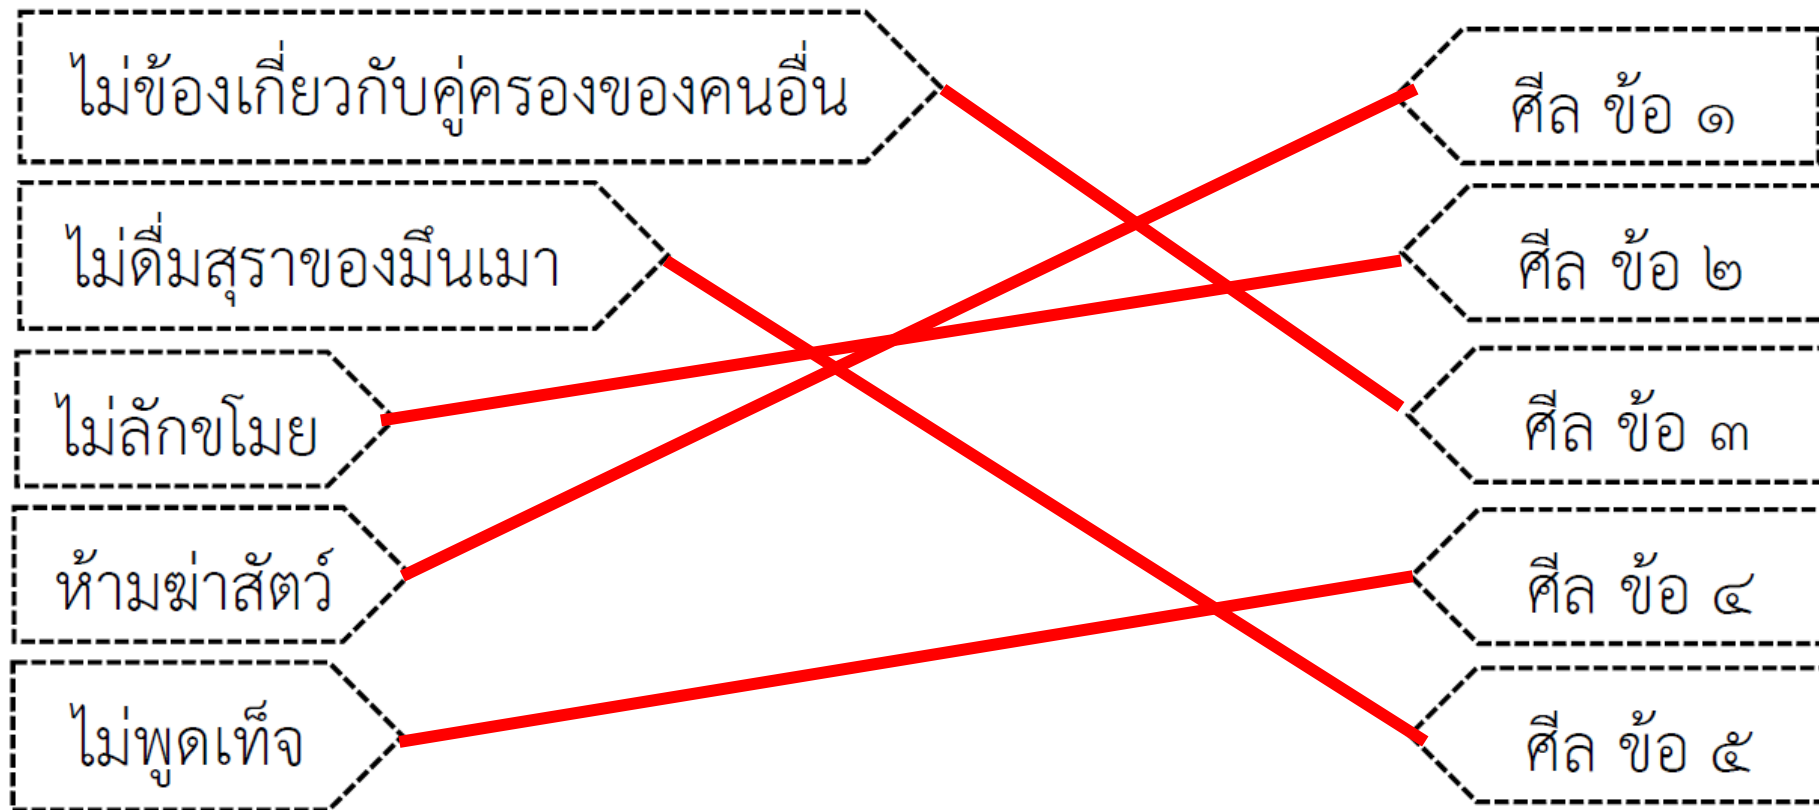 ไม่ข้องเกี่ยวกับคู่ครองของคนอื่น
ศีล ข้อ ๑
ไม่ดื่มสุราของมึนเมา
ศีล ข้อ ๒
ไม่ลักขโมย
ศีล ข้อ ๓
ห้ามฆ่าสัตว์
ศีล ข้อ ๔
ไม่พูดเท็จ
ศีล ข้อ ๕